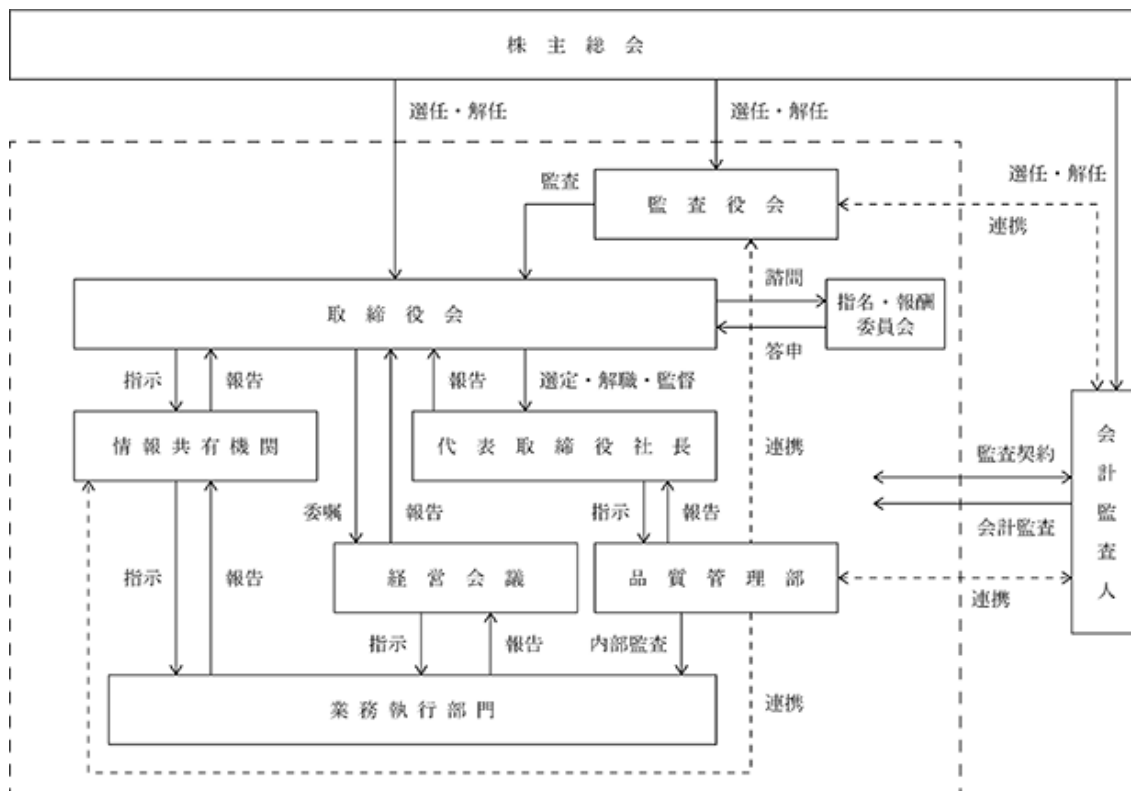 株主総会
選任・解任
選任・解任
選任・解任
監査
監査役会
連携
諮問
取締役会
指名・報酬
委員会
答申
指示
報告
報告
選定・解職・監督
情報共有機関
代表取締役社長
連携
監査契約
会計監査人
委嘱
報告
指示
報告
会計監査
指示
報告
経営会議
品質管理部
連携
指示
報告
内部監査
業務執行部門
連携